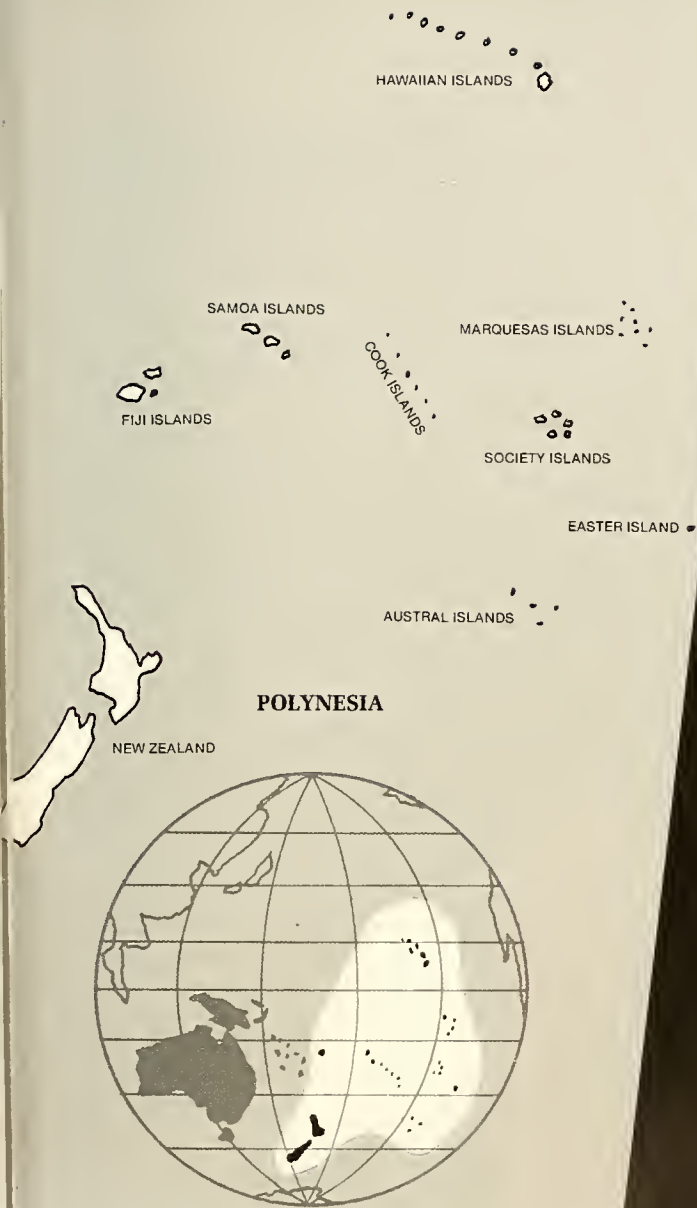 HAWAIIAN ISLANDS
SAMOA ISLANDS
MARQUESAS ISLANDS
COOK ISLANDS
FIJI ISLANDS
SOCIETY ISLANDS
EASTER ISLAND
AUSTRAL ISLANDS
POLYNESIA
NEW ZEALAND